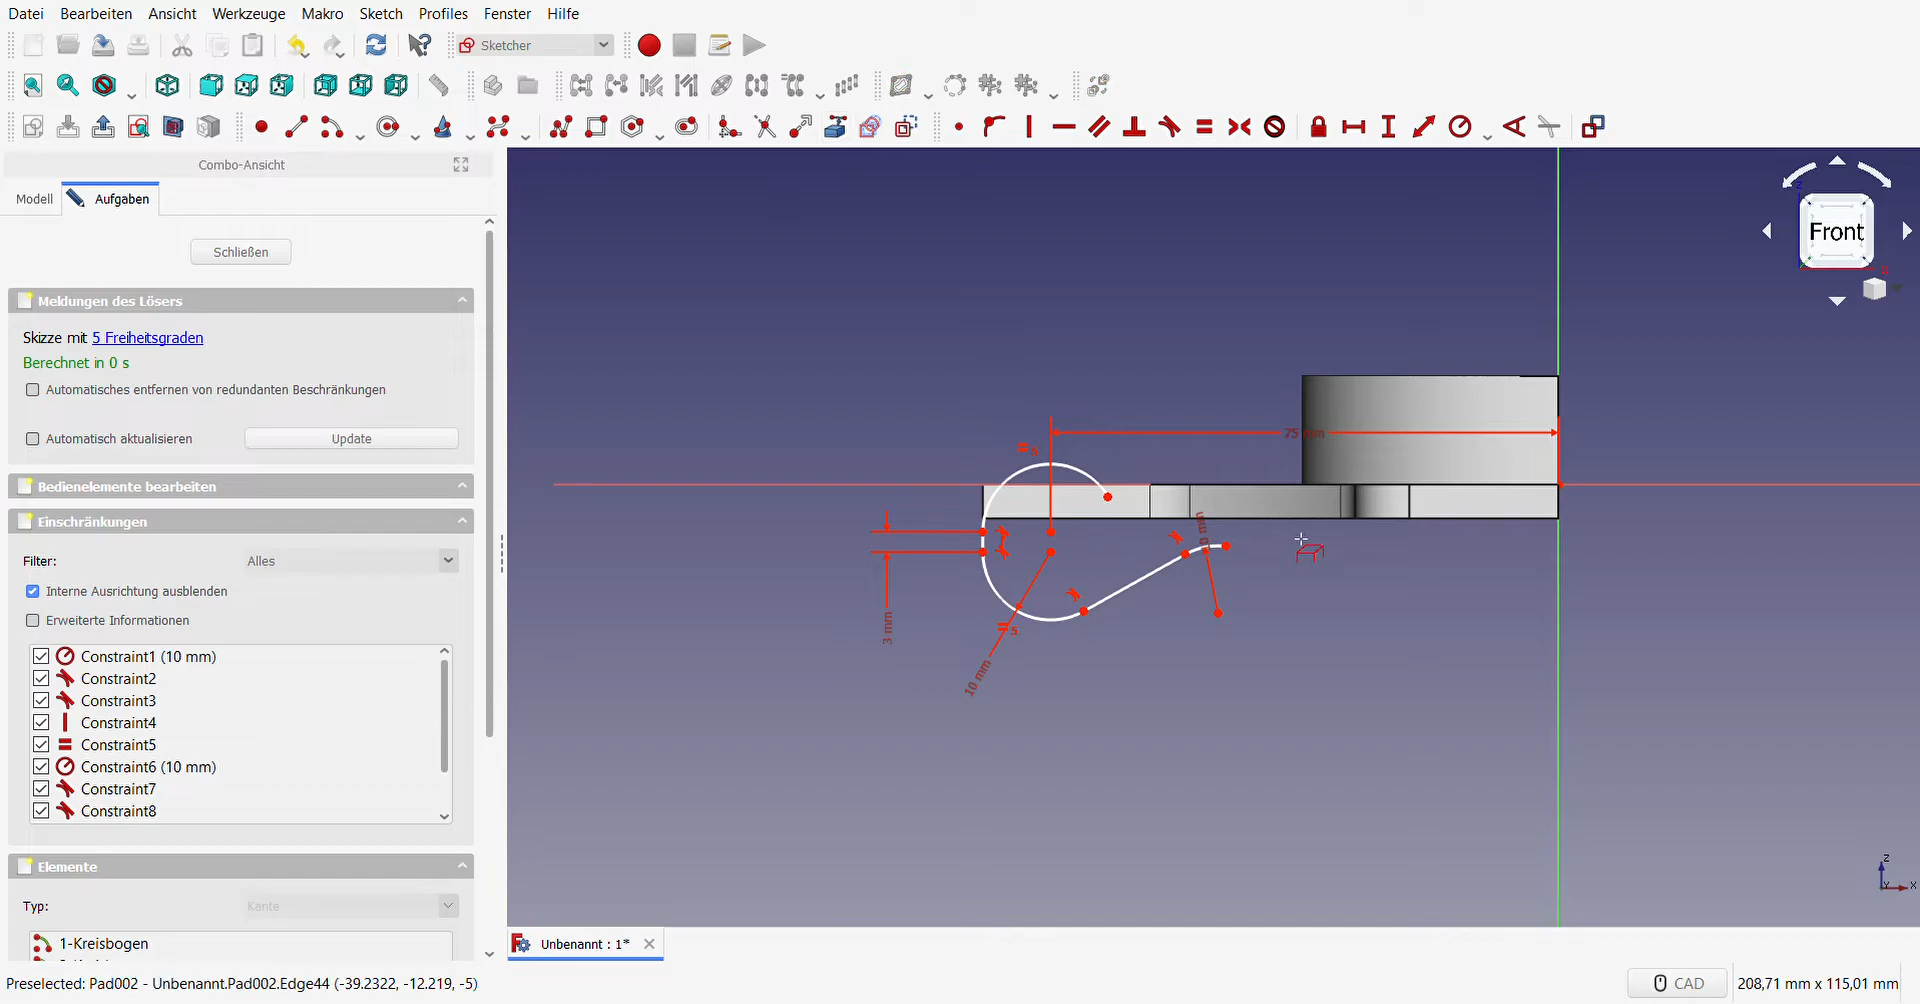 Datei Bearbeiten Ansicht Werkzeuge Makro Sketch Profiles Fenster Hilfe
Sketcher
Combo-Ansicht
Modell Aufgaben
Schließen
Meldungen des Lösers
Skizze mit 5 Freiheitsgraden
Berechnet in 0 s
Automatisches entfernen von redundanten Beschränkungen
Automatisch aktualisieren Update
Bedienelemente bearbeiten
Einschränkungen
Filter: Alles
Interne Ausrichtung ausblenden
Erweiterte Informationen
Constraint1 (10 mm)
Constraint2
Constraint3
Constraint4
Constraint5
Constraint6 (10 mm)
Constraint7
Constraint8
Elemente
Typ: Kante
1-Kreisbogen
Front
75 mm
5
3 mm
5
10 mm
Z
X
Unbenannt : 1*
Preselected: Pad002 - Unbenannt.Pad002.Edge44 (-39.2322, -12.219, -5)
CAD 208,71 mm x 115,01 mm